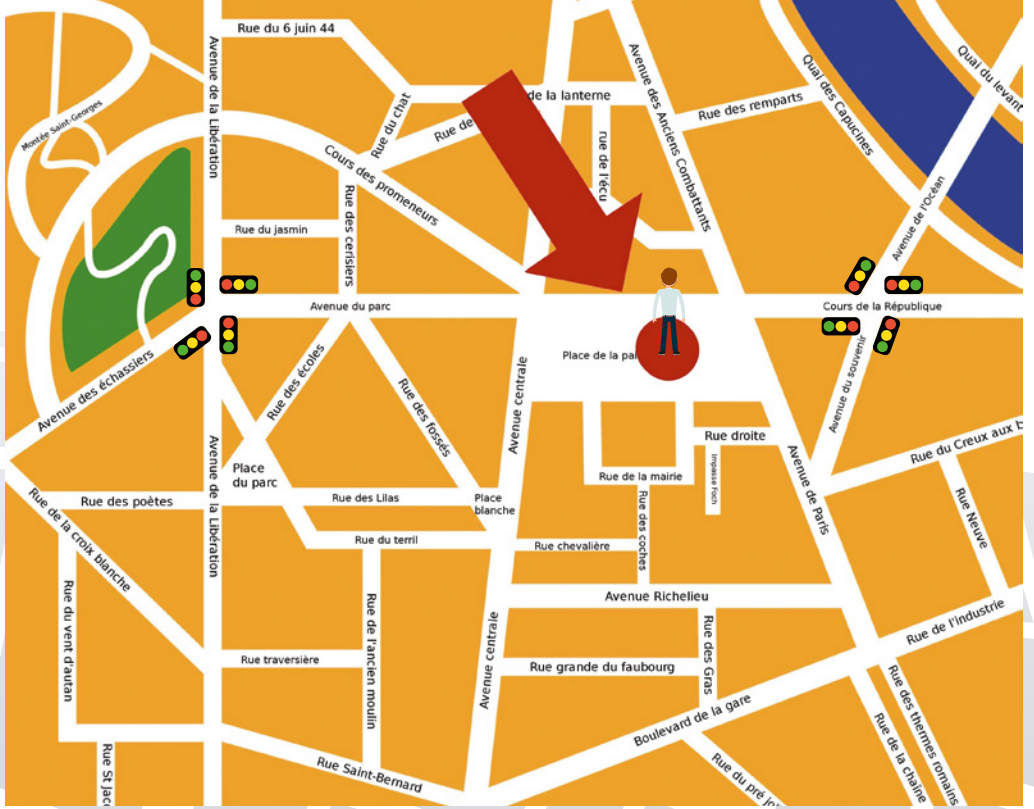 Rue du 6 juin 44
Avenue de la Libération
Montée Saint-Georges
Rue du chat
Rue de
de la lanterne
Avenue des Anciens Combattants
Rue des remparts
Quai des Capucines
Quai du levant
Cours des promeneurs
rue de l'écu
Rue des cerisiers
Rue du jasmin
Avenue de l'Océan
Avenue du parc
Cours de la République
Avenue des échassiers
Rue des écoles
Rue des fossés
Avenue centrale
Place de la
Avenue du souvenir
Avenue de la Libération
Place
du parc
Rue droite
Avenue de Paris
Rue du Creux aux
Rue des poètes
Rue des Lilas
Place
blanche
Rue de la mairie
Impasse Foch
Rue Neuve
Rue de la croix blanche
Rue du terril
Rue chevalière
Rue des coches
Avenue Richelieu
Rue du vent d'autan
Rue de l'ancien moulin
Avenue centrale
Rue des Gras
Rue de l'industrie
Rue traversière
Rue grande du faubourg
Boulevard de la gare
Rue des thermes romains
Rue de la chaîne
Rue St
Rue Saint-Bernard
Rue du pré